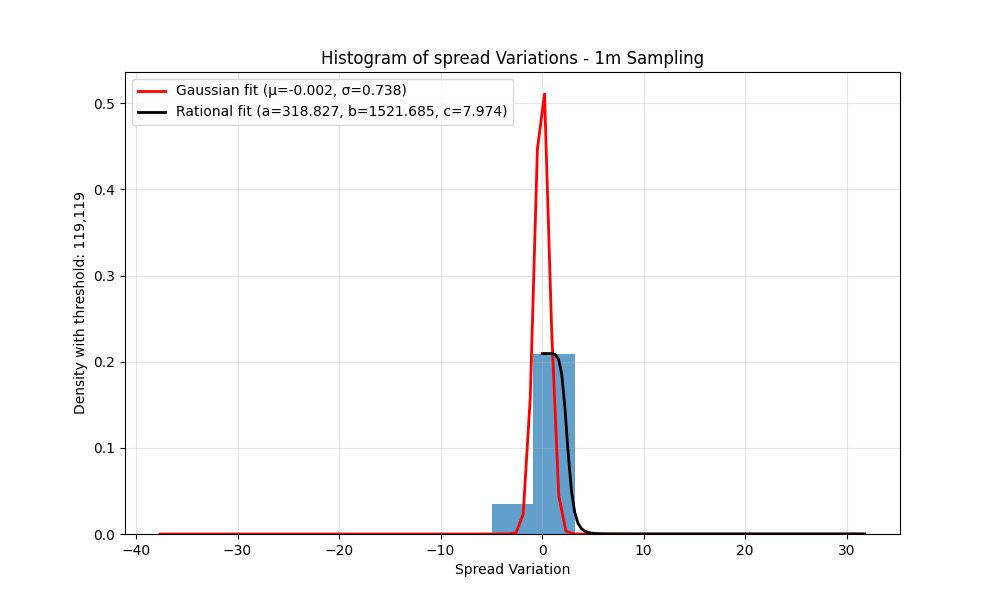 Histogram of spread Variations - 1m Sampling
Gaussian fit (μ=-0.002, σ=0.738)
Rational fit (a=318.827, b=1521.685, c=7.974)
Density with threshold: 119,119
0.5
0.4
0.3
0.2
0.1
0.0
−40
−30
−20
−10
0
10
20
30
Spread Variation